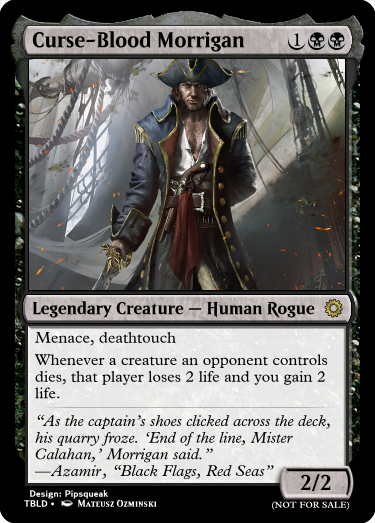 Curse-Blood Morrigan 1
Legendary Creature — Human Rogue
Menace, deathtouch
Whenever a creature an opponent controls
dies, that player loses 2 life and you gain 2
life.
“As the captain’s shoes clicked across the deck,
his quarry froze. ‘End of the line, Mister
Calahan,’ Morrigan said.”
—Azamir, “Black Flags, Red Seas”
2/2
Design: Pipsqueak
TBLD • Mateusz Ozminski
(NOT FOR SALE)